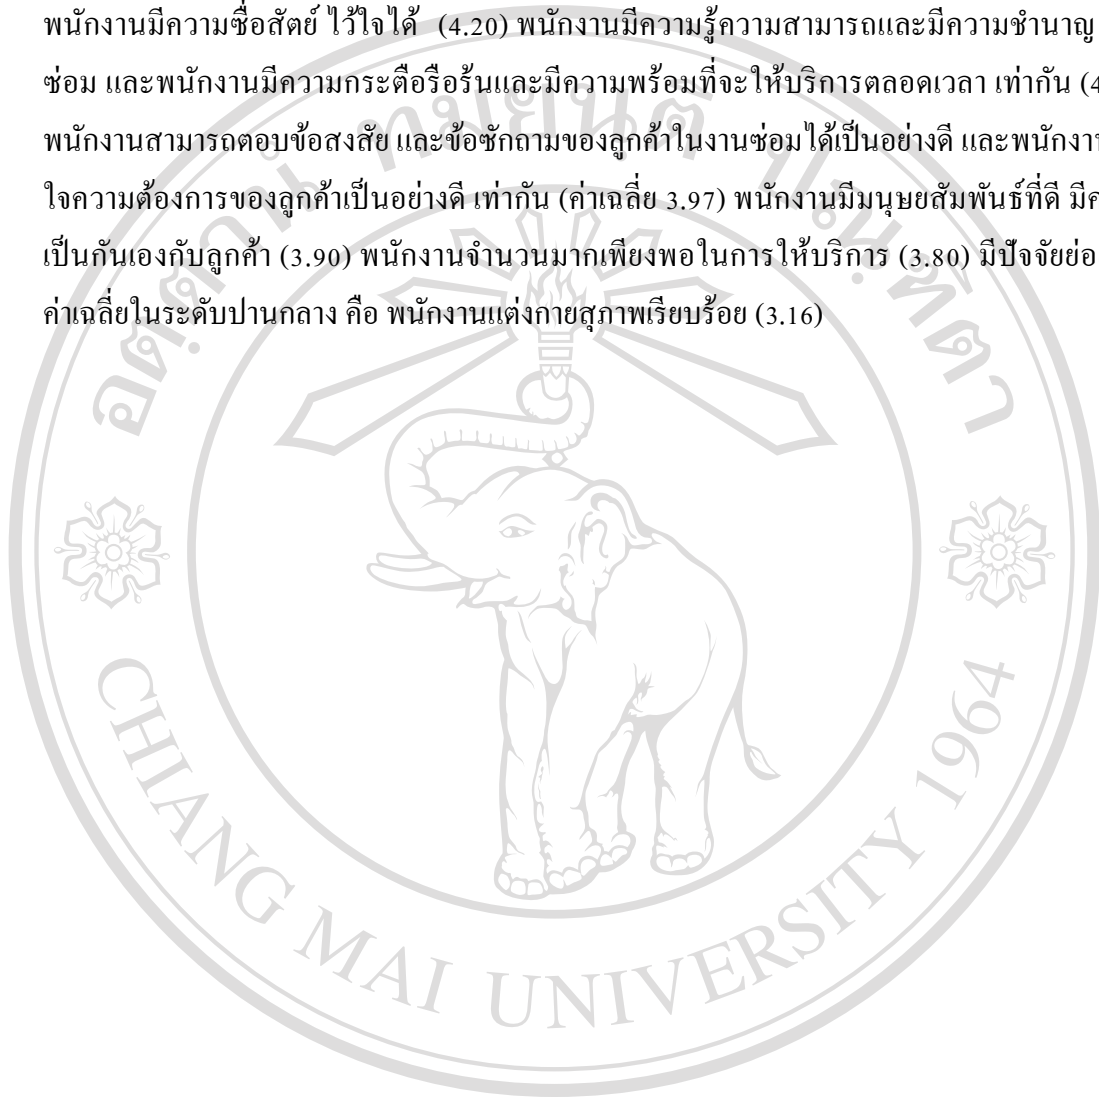 พนักงานมีความซื่อสัตย์ ไว้ใจได้ (4.20) พนักงานมีความรู้ความสามารถและมีความชำนาญ
ซ่อม และพนักงานมีความกระตือรือร้นและมีความพร้อมที่จะให้บริการตลอดเวลา เท่ากัน (4
พนักงานสามารถตอบข้อสงสัย และข้อซักถามของลูกค้าในงานซ่อมได้เป็นอย่างดี และพนักงา
ใจความต้องการของลูกค้าเป็นอย่างดี เท่ากัน (ค่าเฉลี่ย 3.97) พนักงานมีมนุษยสัมพันธ์ที่ดี มีค
เป็นกันเองกับลูกค้า (3.90) พนักงานจำนวนมากเพียงพอในการให้บริการ (3.80) มีปัจจัยย่อ
ค่าเฉลี่ยในระดับปานกลาง คือ พนักงานแต่งกายสุภาพเรียบร้อย (3.16)
อตฺตานํ ทมยนฺติ ปณฺฑิตา
CHIANG MAI UNIVERSITY 1964